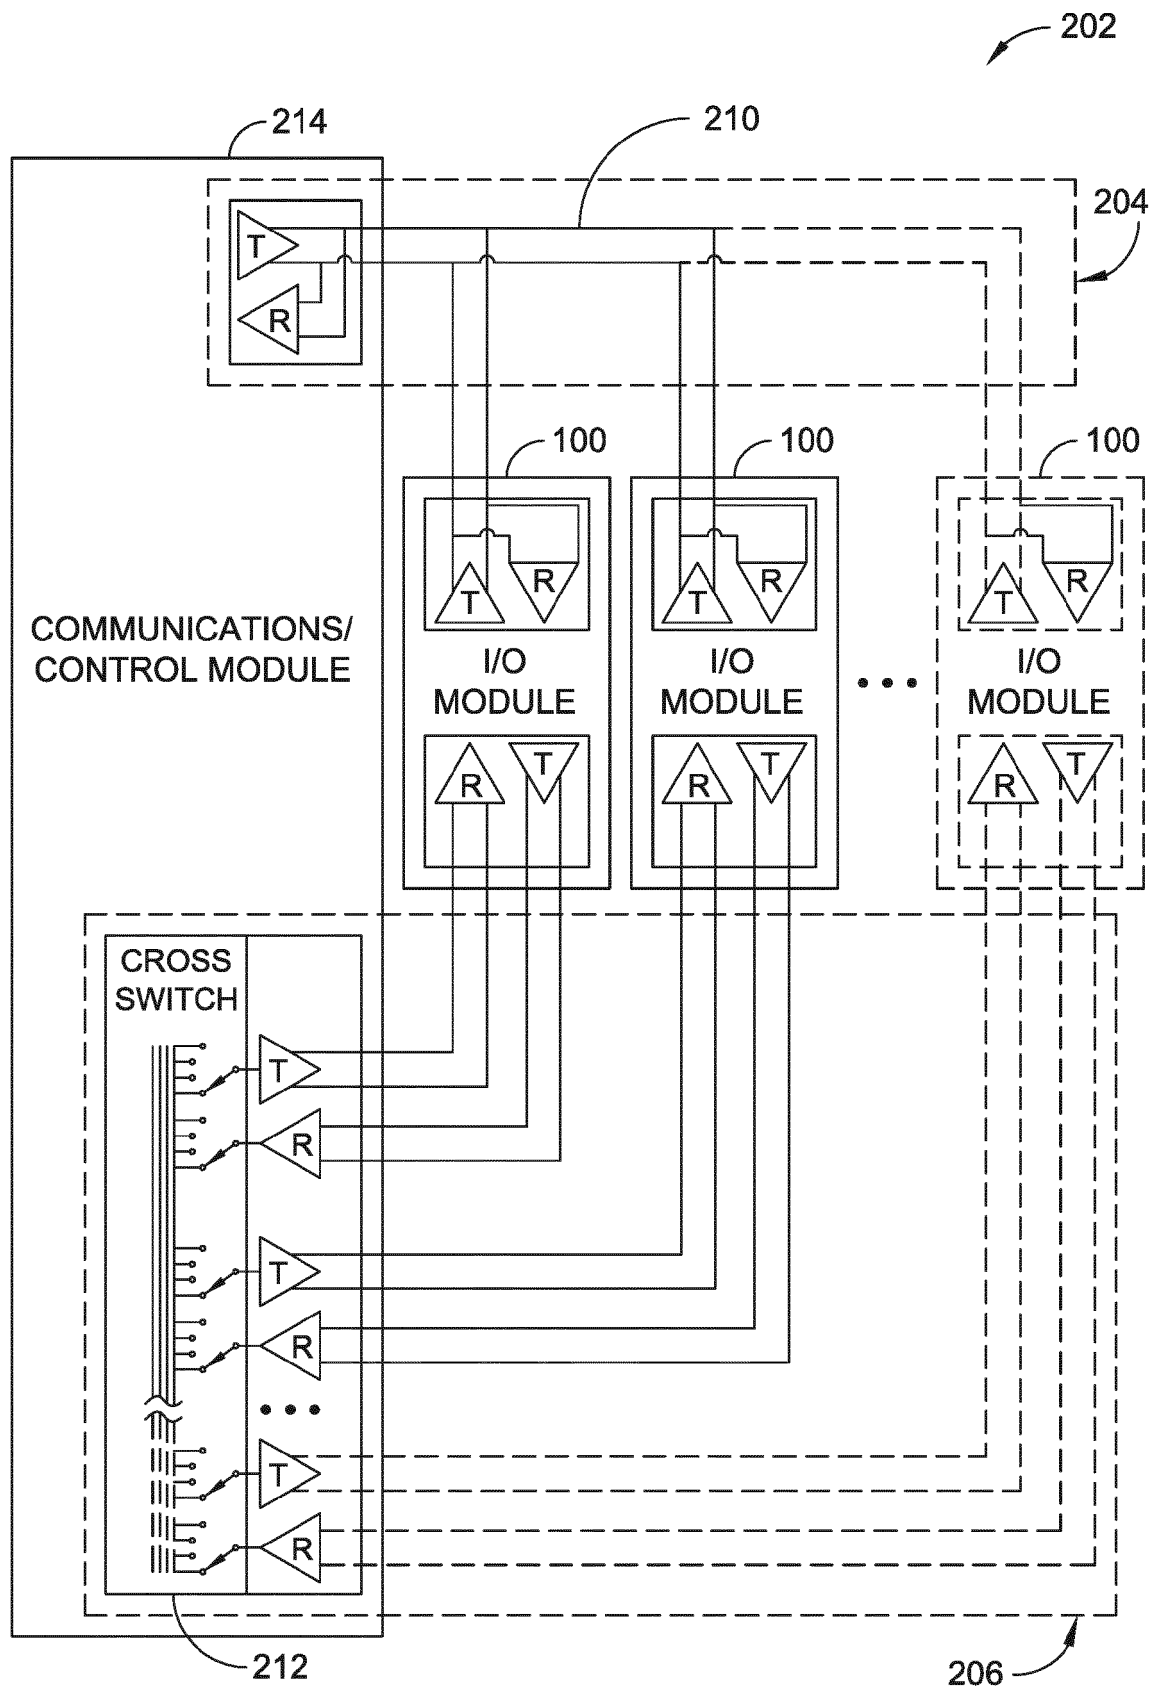 202
214
210
204
T
R
100
100
100
T
R
T
R
T
R
COMMUNICATIONS/
CONTROL MODULE
I/O
MODULE
I/O
MODULE
I/O
MODULE
R
T
R
T
R
T
CROSS
SWITCH
T
R
T
R
T
R
212
206